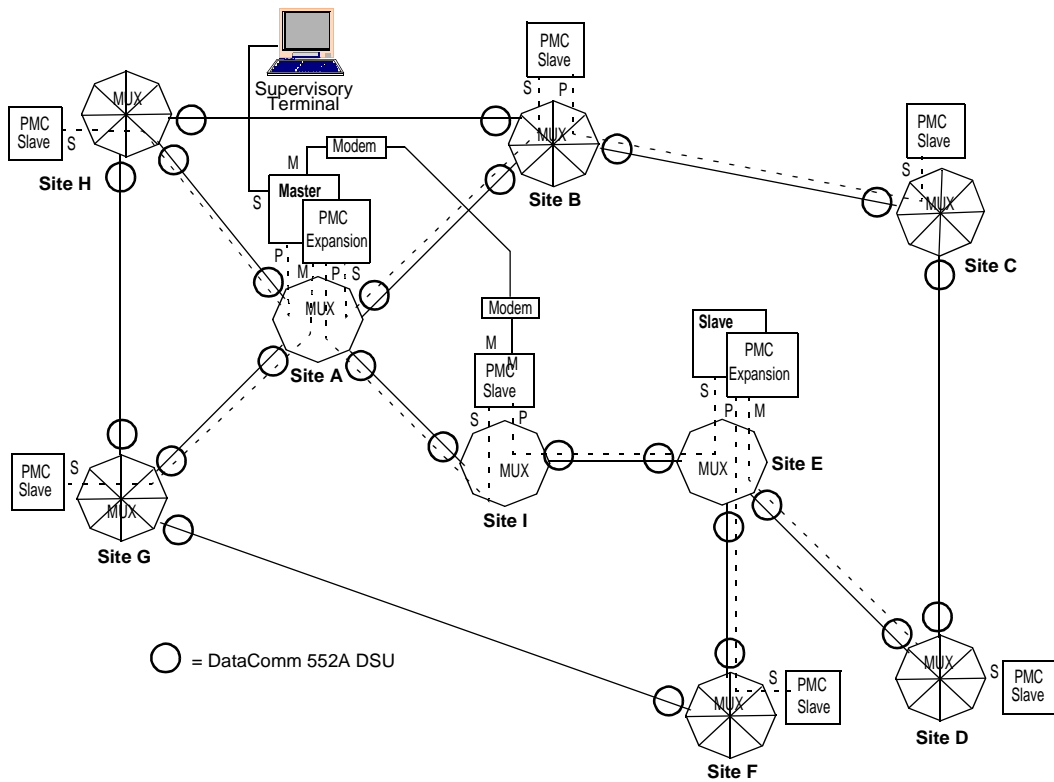 PMC
Slave
S
P
MUX
Site B
Supervisory
Terminal
MUX
PMC
Slave
S
Site H
Modem
M
S
Master
PMC
Expansion
P
M
P
S
MUX
Site A
PMC
Slave
S
MUX
Site C
Modem
M
M
PMC
Slave
S
P
MUX
Site I
Slave
PMC
Expansion
S
P
M
MUX
Site E
PMC
Slave
S
MUX
Site G
= DataComm 552A DSU
MUX
S
PMC
Slave
Site F
MUX
S
PMC
Slave
Site D